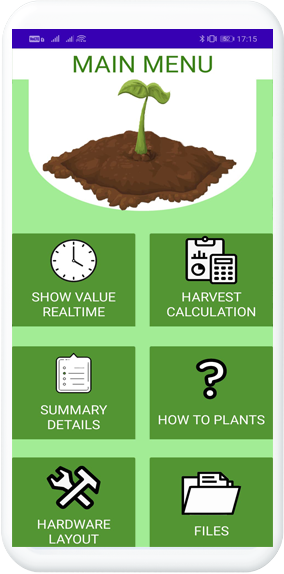 17:15
MAIN MENU
SHOW VALUE
REALTIME
HARVEST
CALCULATION
SUMMARY
DETAILS
HOW TO PLANTS
HARDWARE
LAYOUT
FILES